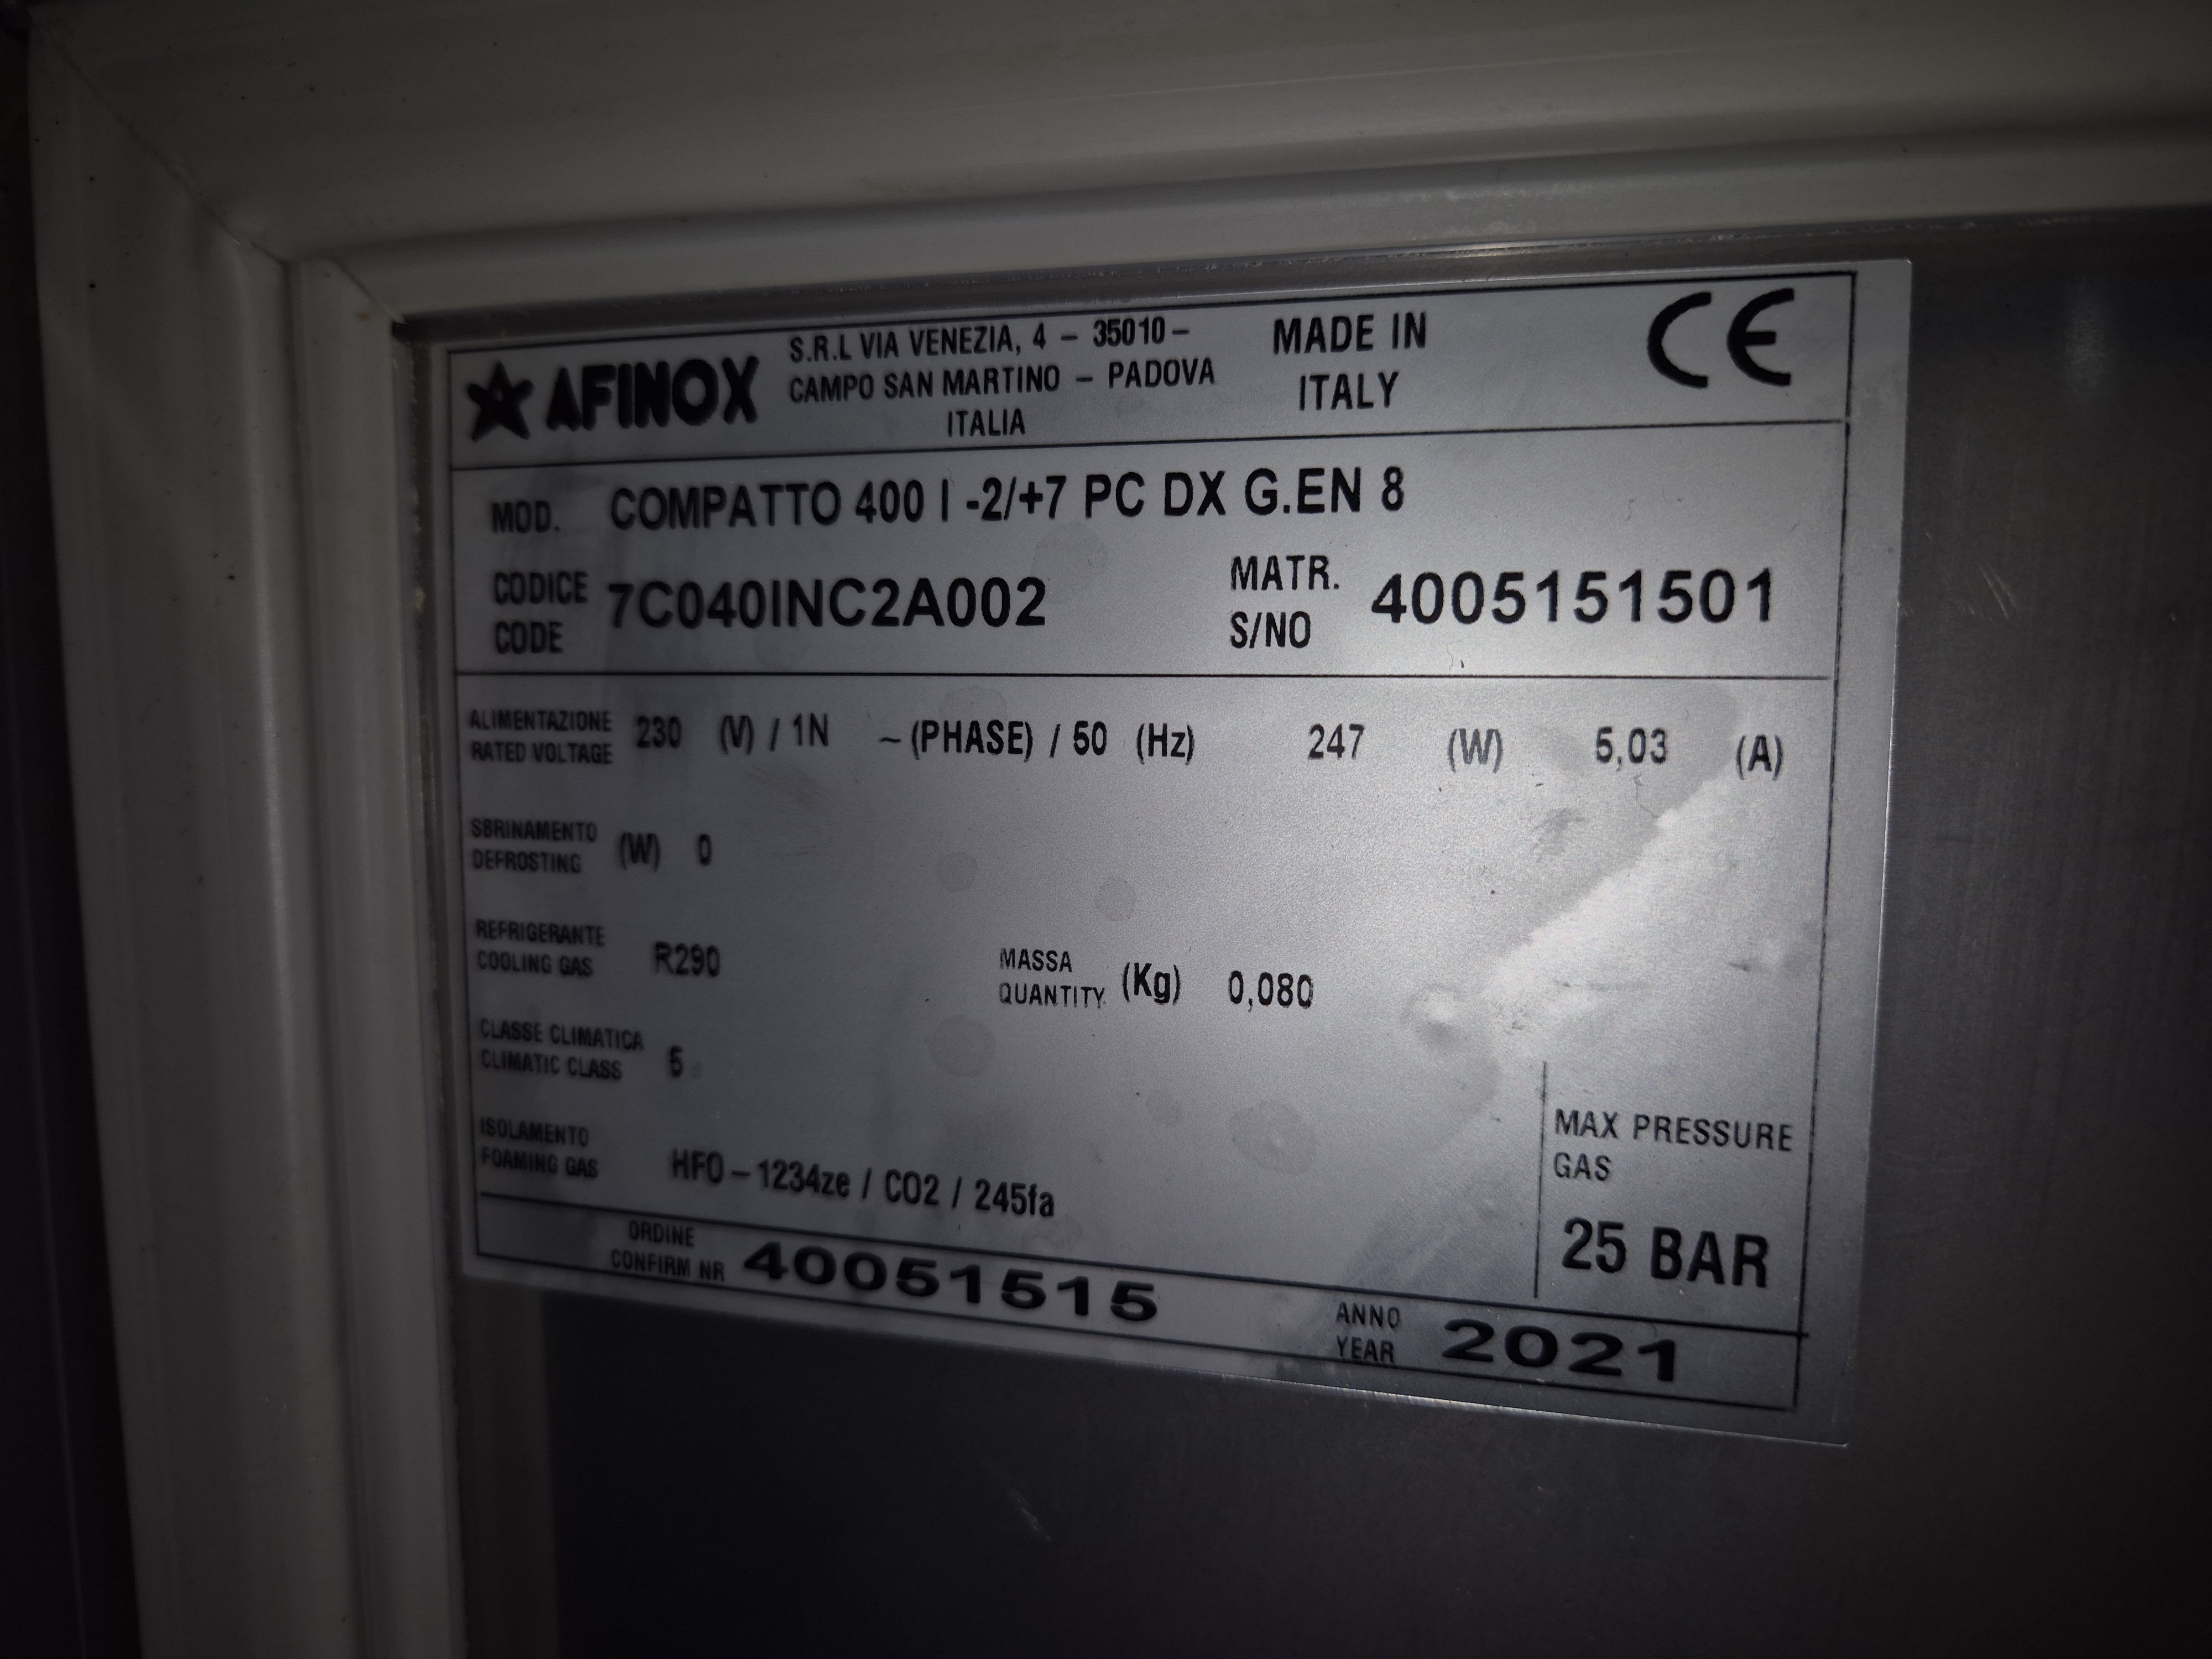 AFINOX
S.R.L VIA VENEZIA, 4 – 35010 –
CAMPO SAN MARTINO – PADOVA
ITALIA
MADE IN
ITALY
CE
MOD. COMPATTO 400 I -2/+7 PC DX G.EN 8
CODICE
CODE
7C040INC2A002
MATR.
S/NO
4005151501
ALIMENTAZIONE
RATED VOLTAGE
230 (V) / 1N ~ (PHASE) / 50 (Hz) 247 (W) 5,03 (A)
SBRINAMENTO
DEFROSTING
(W) 0
REFRIGERANTE
COOLING GAS
R290
MASSA
QUANTITY
(Kg) 0,080
CLASSE CLIMATICA
CLIMATIC CLASS
5
ISOLAMENTO
FOAMING GAS
HFO – 1234ze / CO2 / 245fa
MAX PRESSURE
GAS
25 BAR
ORDINE
CONFIRM NR
40051515
ANNO
YEAR
2021